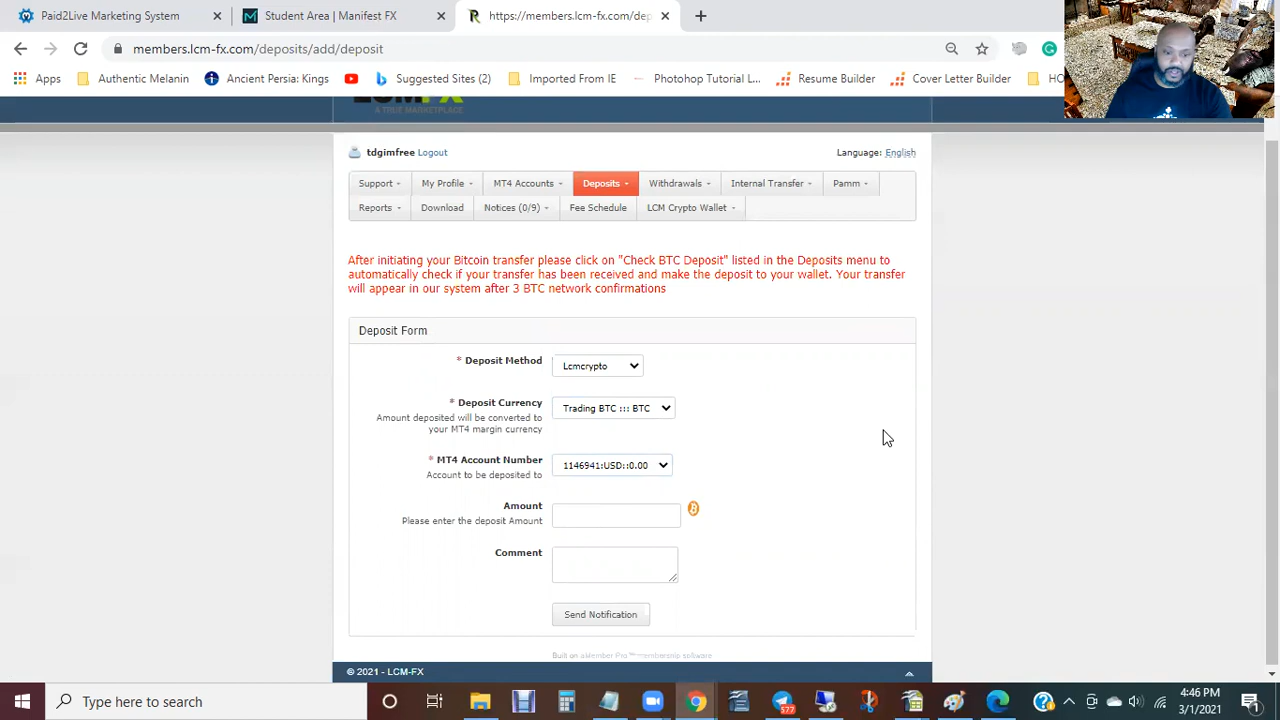 Paid2Live Marketing System
Student Area | Manifest FX
https://members.lcm-fx.com/dep
members.lcm-fx.com/deposits/add/deposit
Apps
Authentic Melanin
Ancient Persia: Kings
Suggested Sites (2)
Imported From IE
Photohop Tutorial L...
Resume Builder
Cover Letter Builder
HO
LCMFX
A TRUE MARKETPLACE
tdgimfree Logout
Language: English
Support
My Profile
MT4 Accounts
Deposits
Withdrawals
Internal Transfer
Pamm
Reports
Download
Notices (0/9)
Fee Schedule
LCM Crypto Wallet
After initiating your Bitcoin transfer please click on "Check BTC Deposit" listed in the Deposits menu to
automatically check if your transfer has been received and make the deposit to your wallet. Your transfer
will appear in our system after 3 BTC network confirmations
Deposit Form
* Deposit Method
Lcmcrypto
* Deposit Currency
Trading BTC ::: BTC
Amount deposited will be converted to
your MT4 margin currency
* MT4 Account Number
1146941:USD::0.00
Account to be deposited to
Amount
Please enter the deposit Amount
Comment
Send Notification
Built on aMember Pro™ membership software
© 2021 - LCM-FX
Type here to search
577
4:46 PM
3/1/2021
1